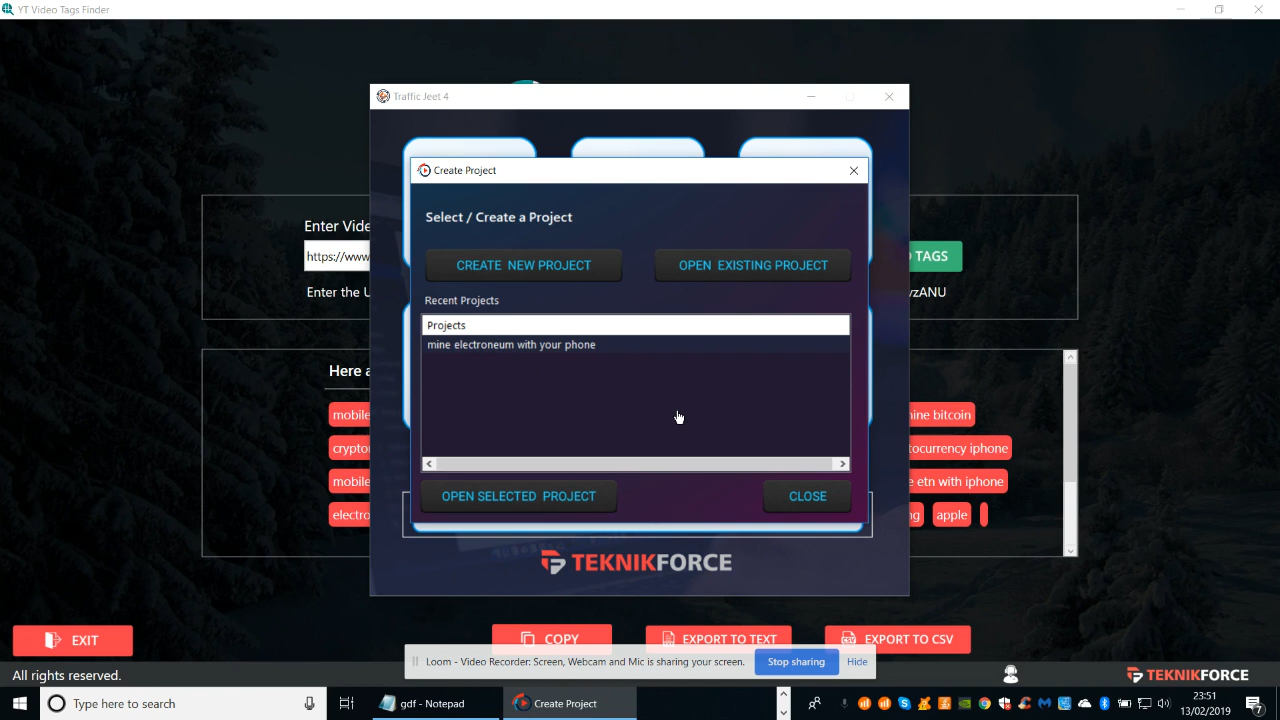 YT Video Tags Finder
Traffic Jeet 4
Create Project
Select / Create a Project
Enter Vide
CREATE NEW PROJECT
OPEN EXISTING PROJECT
https://www
TAGS
Enter the U
vzANU
Recent Projects
Projects
mine electroneum with your phone
Here a
mobile
nine bitcoin
crypto
tocurrency iphone
mobile
e etn with iphone
electro
ng
apple
OPEN SELECTED PROJECT
CLOSE
TEKNIKFORCE
EXIT
COPY
EXPORT TO TEXT
EXPORT TO CSV
Loom - Video Recorder: Screen, Webcam and Mic is sharing your screen.
Stop sharing
Hide
All rights reserved.
TEKNIKFORCE
Type here to search
gdf - Notepad
Create Project
23:51
13/02/2019
7